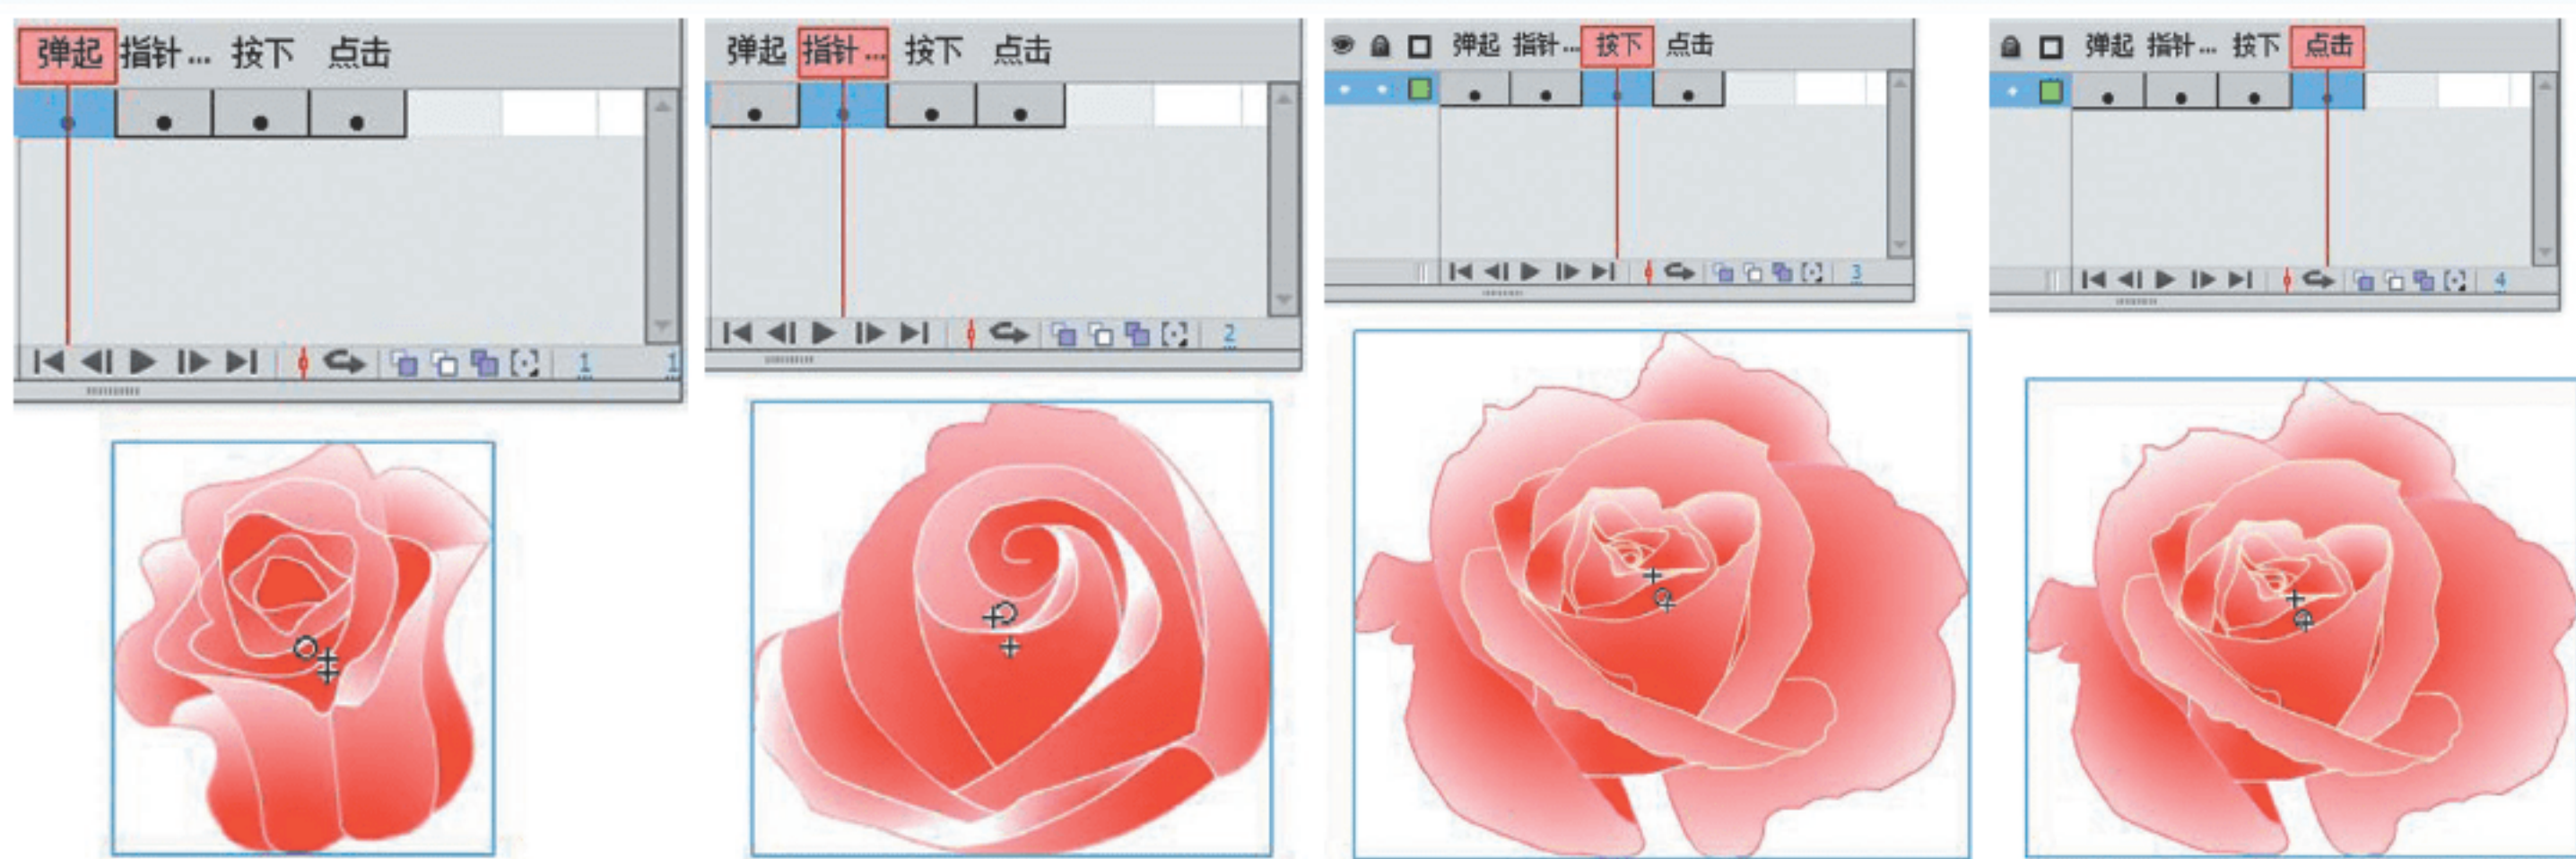 弹起 指针... 按下 点击
1 1
弹起 指针... 按下 点击
2
弹起 指针... 按下 点击
3
弹起 指针... 按下 点击
4